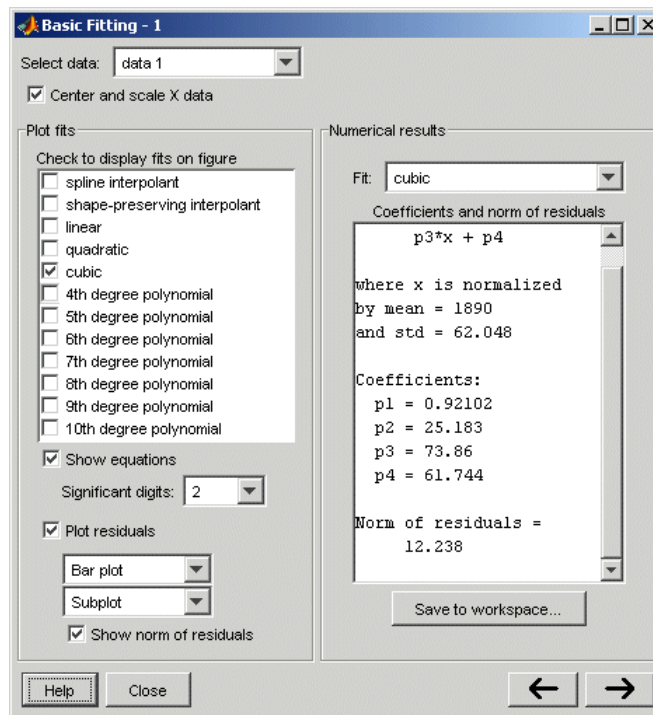 Basic Fitting - 1
Select data: data 1
Center and scale X data
Plot fits
Check to display fits on figure
spline interpolant
shape-preserving interpolant
linear
quadratic
cubic
4th degree polynomial
5th degree polynomial
6th degree polynomial
7th degree polynomial
8th degree polynomial
9th degree polynomial
10th degree polynomial
Show equations
Significant digits: 2
Plot residuals
Bar plot
Subplot
Show norm of residuals
Numerical results
Fit: cubic
Coefficients and norm of residuals
p3*x + p4
where x is normalized
by mean = 1890
and std = 62.048
Coefficients:
p1 = 0.92102
p2 = 25.183
p3 = 73.86
p4 = 61.744
Norm of residuals =
12.238
Save to workspace...
Help
Close